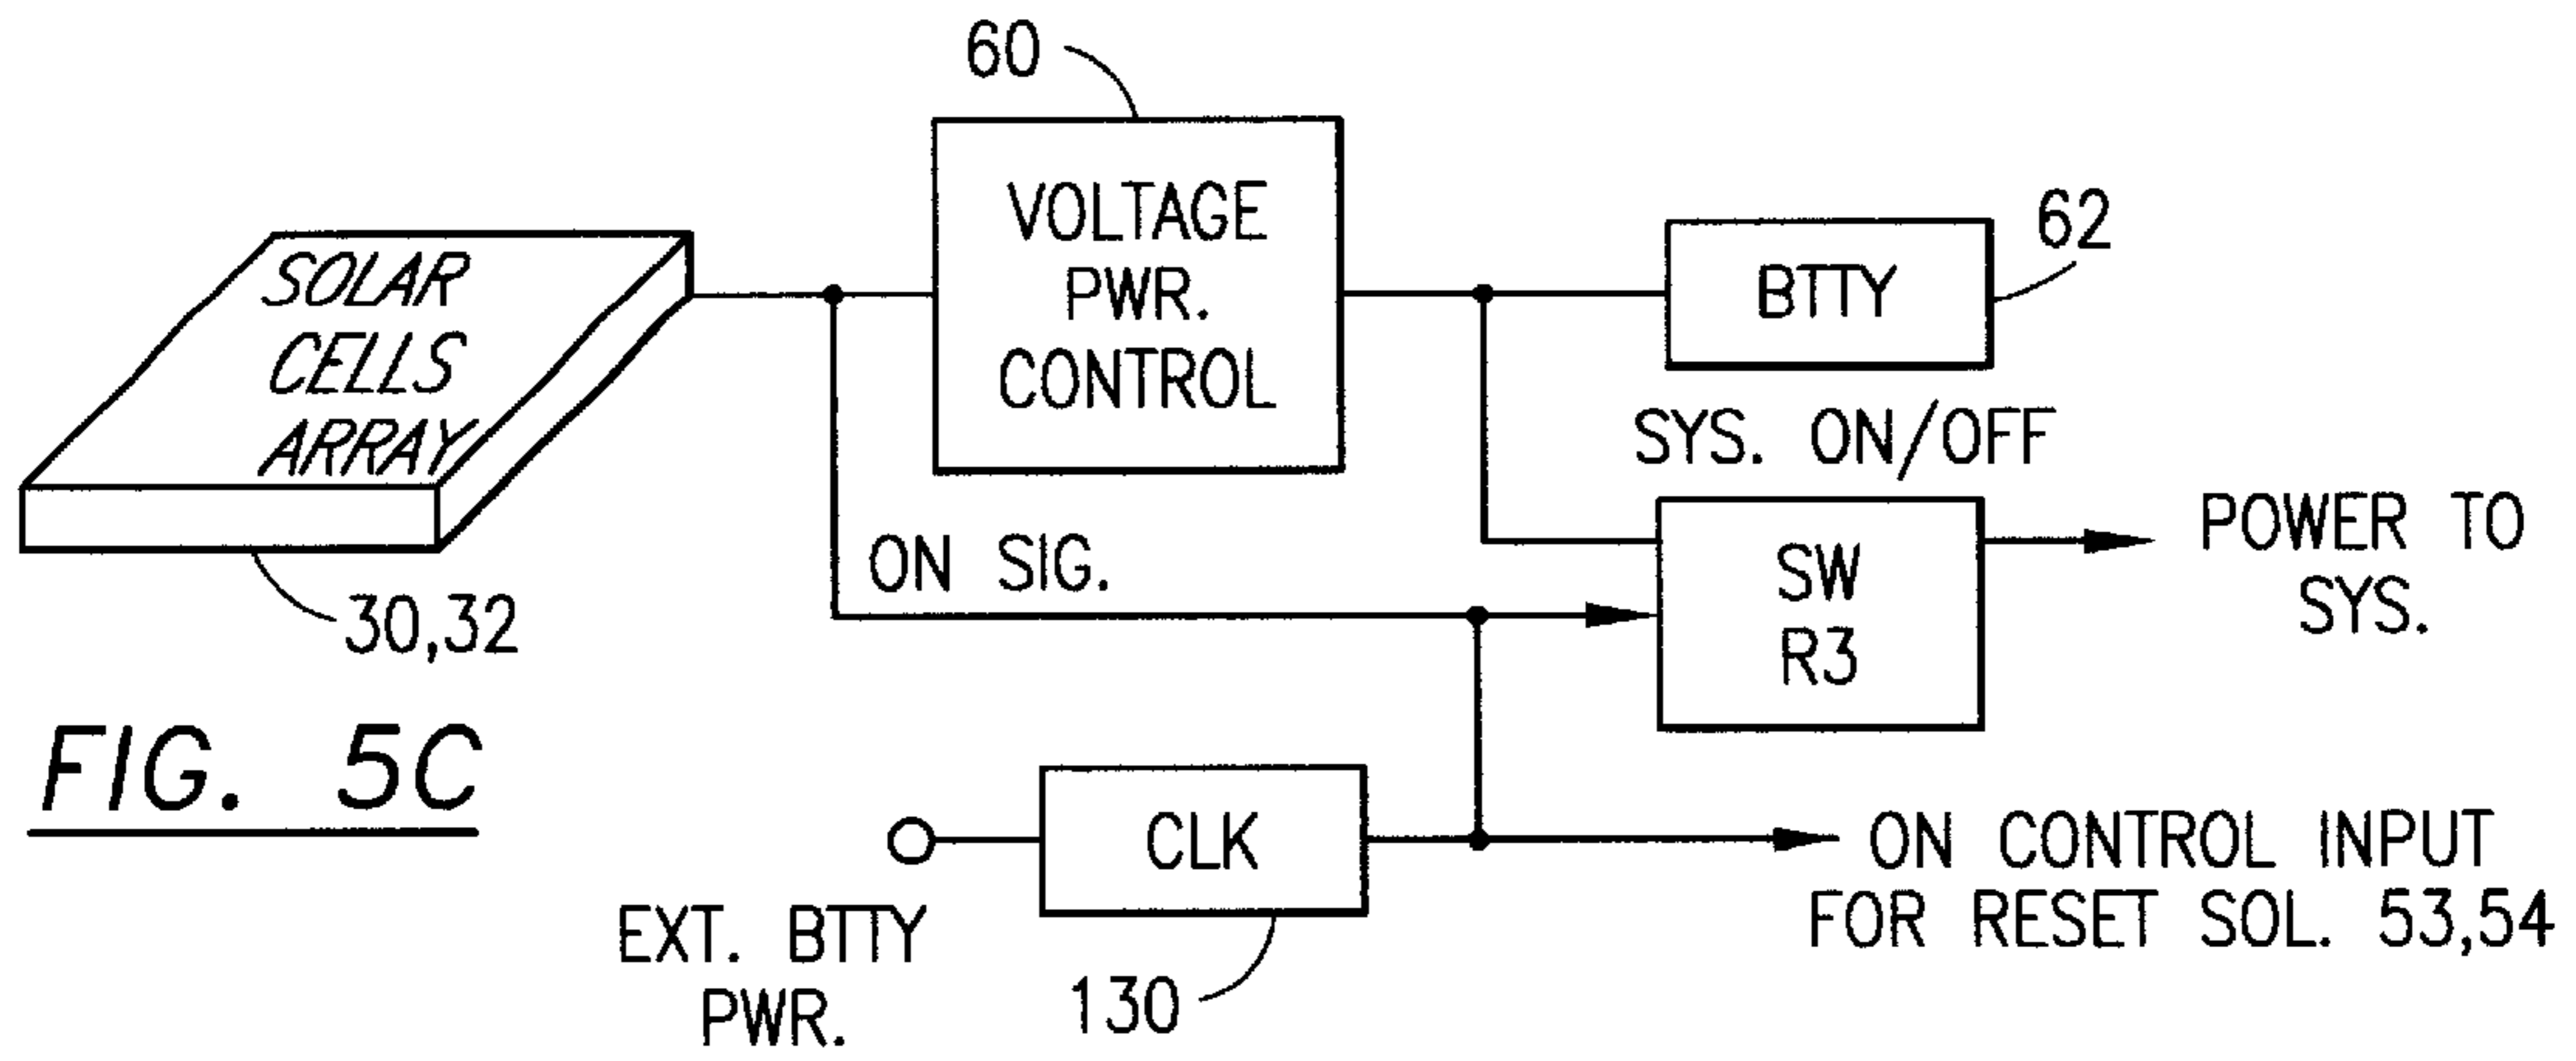 60
VOLTAGE
PWR.
CONTROL
62
BTTY
SOLAR
CELLS
ARRAY
30,32
SYS. ON/OFF
ON SIG.
SW
R3
POWER TO
SYS.
FIG. 5C
CLK
130
EXT. BTTY
PWR.
ON CONTROL INPUT
FOR RESET SOL. 53,54